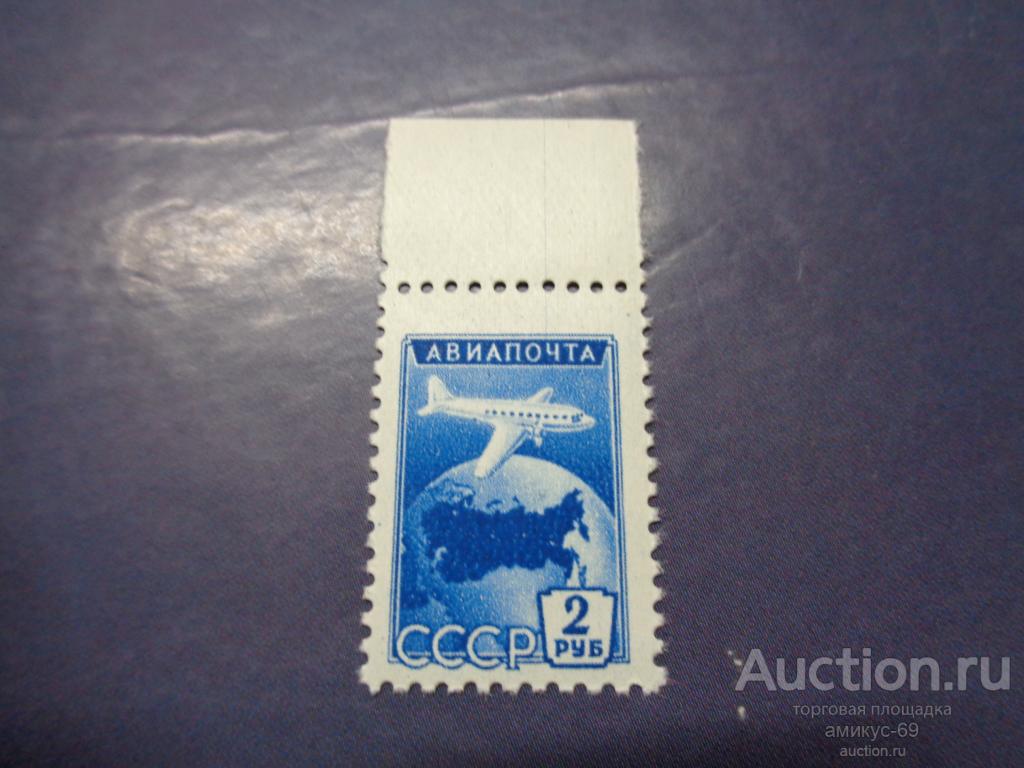 АВИАПОЧТА
СССР
2
РУБ
Auction.ru
торговая площадка
амикус-69
auction.ru